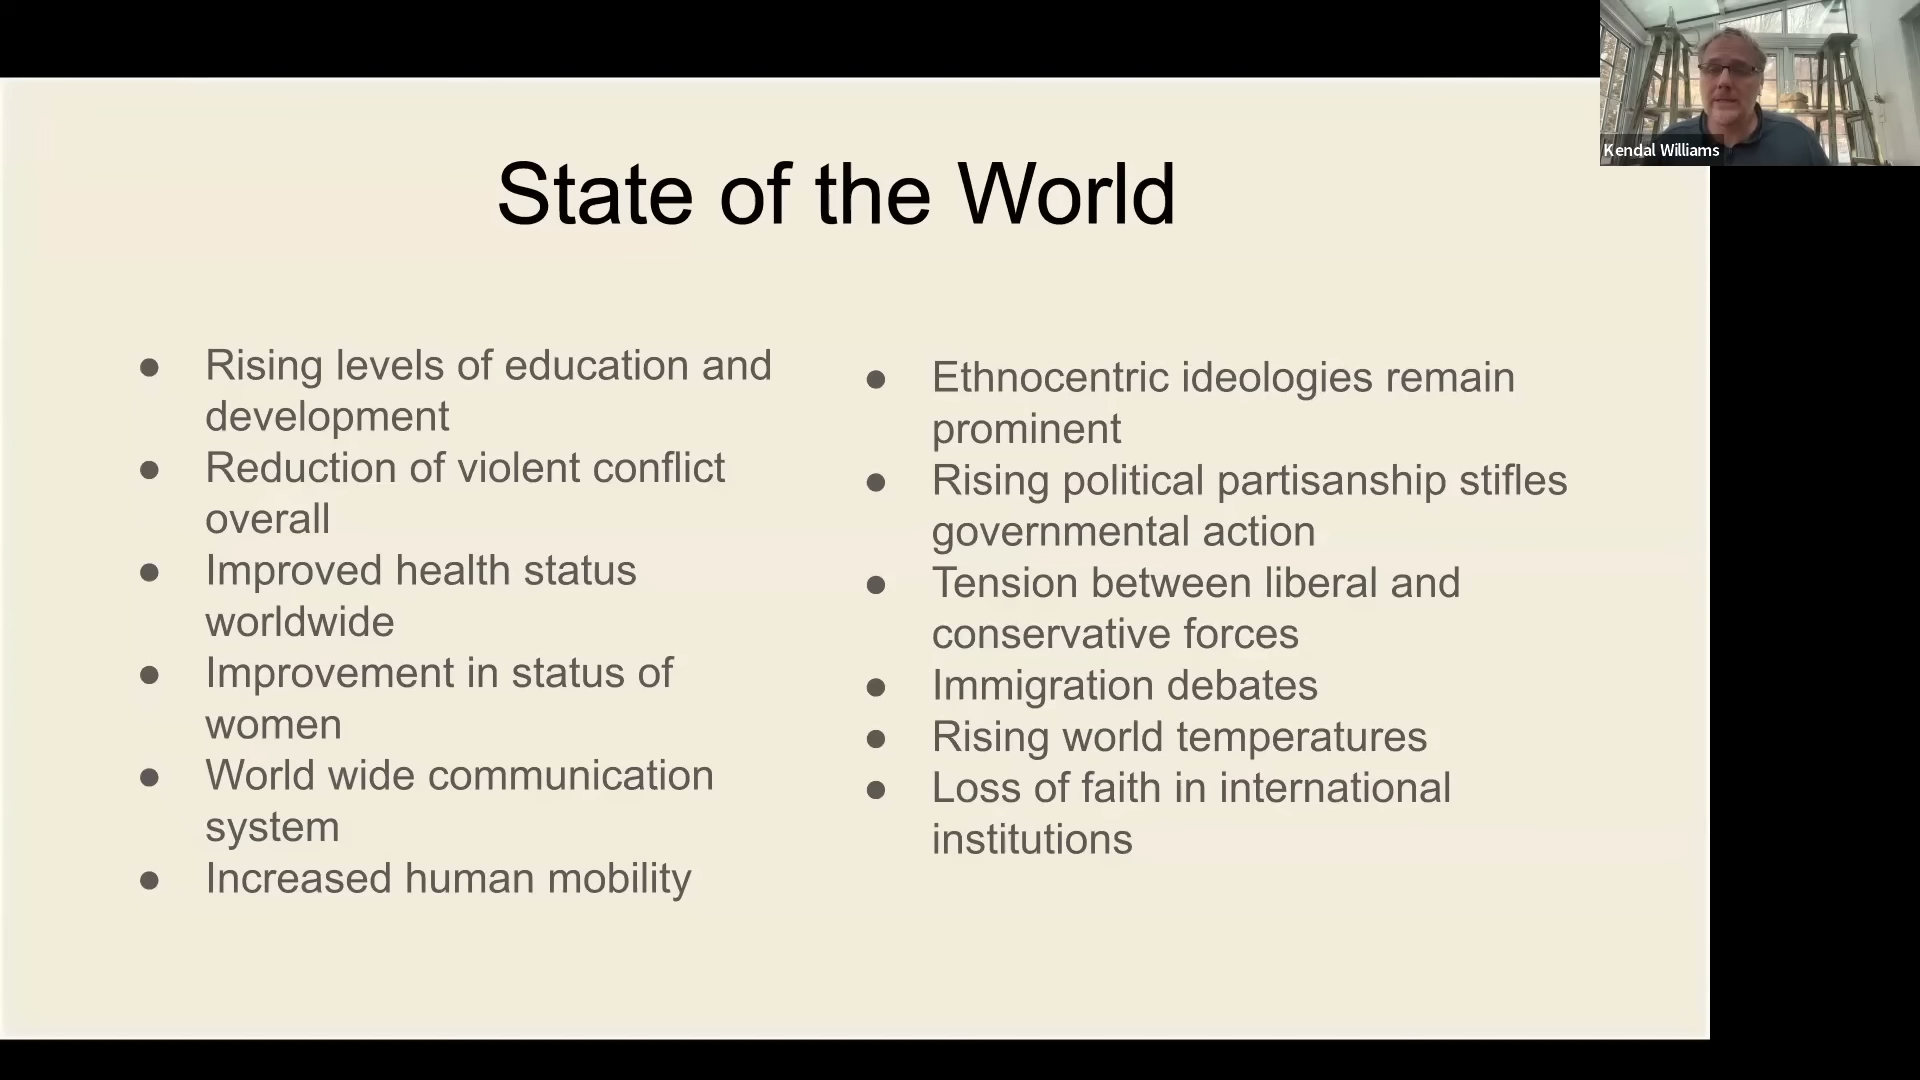 Kendal Williams
State of the World
● Rising levels of education and
development
● Reduction of violent conflict
overall
● Improved health status
worldwide
● Improvement in status of
women
● World wide communication
system
● Increased human mobility
● Ethnocentric ideologies remain
prominent
● Rising political partisanship stifles
governmental action
● Tension between liberal and
conservative forces
● Immigration debates
● Rising world temperatures
● Loss of faith in international
institutions